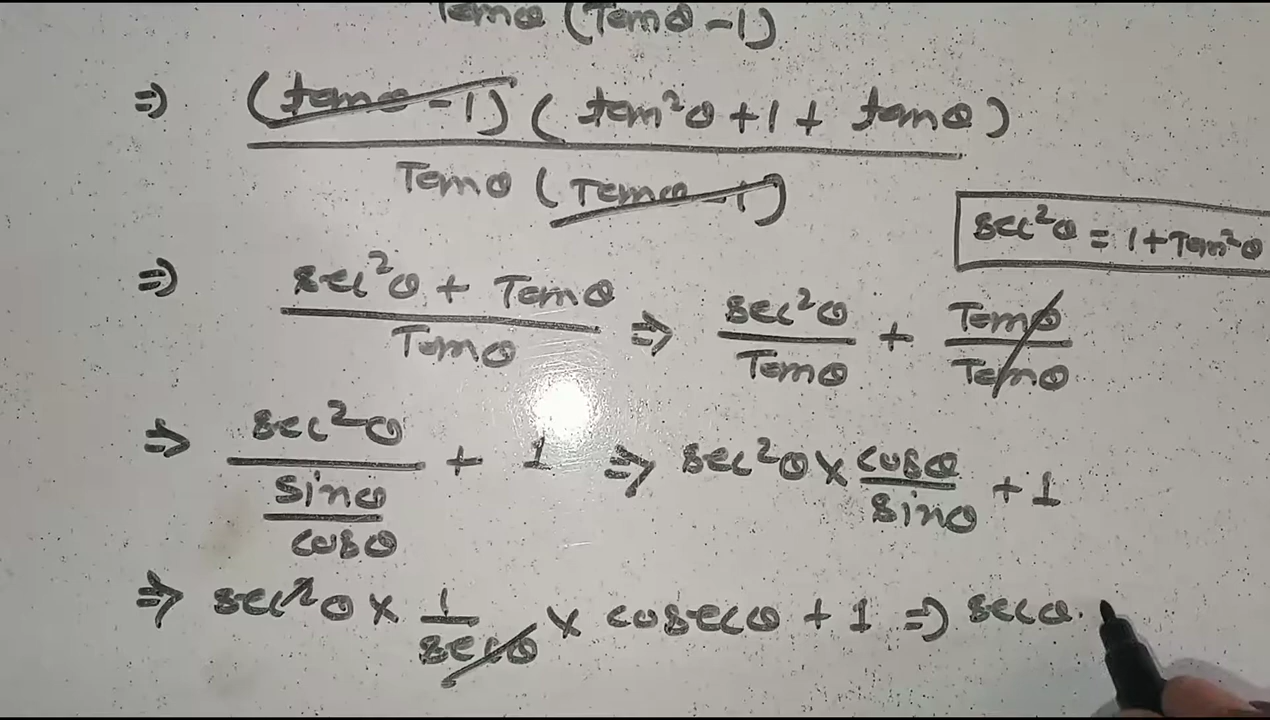 Tanθ (Tanθ -1)
⇒ (tanθ -1) ( tan²θ +1 + tanθ )
Tanθ ( Tanθ -1)
sec²θ = 1+Tan²θ
⇒ sec²θ + Tanθ / Tanθ ⇒ sec²θ / Tanθ + Tanθ / Tanθ
⇒ sec²θ / sinθ / cosθ + 1 ⇒ sec²θ × cosθ / sinθ + 1
⇒ sec²θ × 1 / secθ × cosecθ + 1 ⇒ secθ.